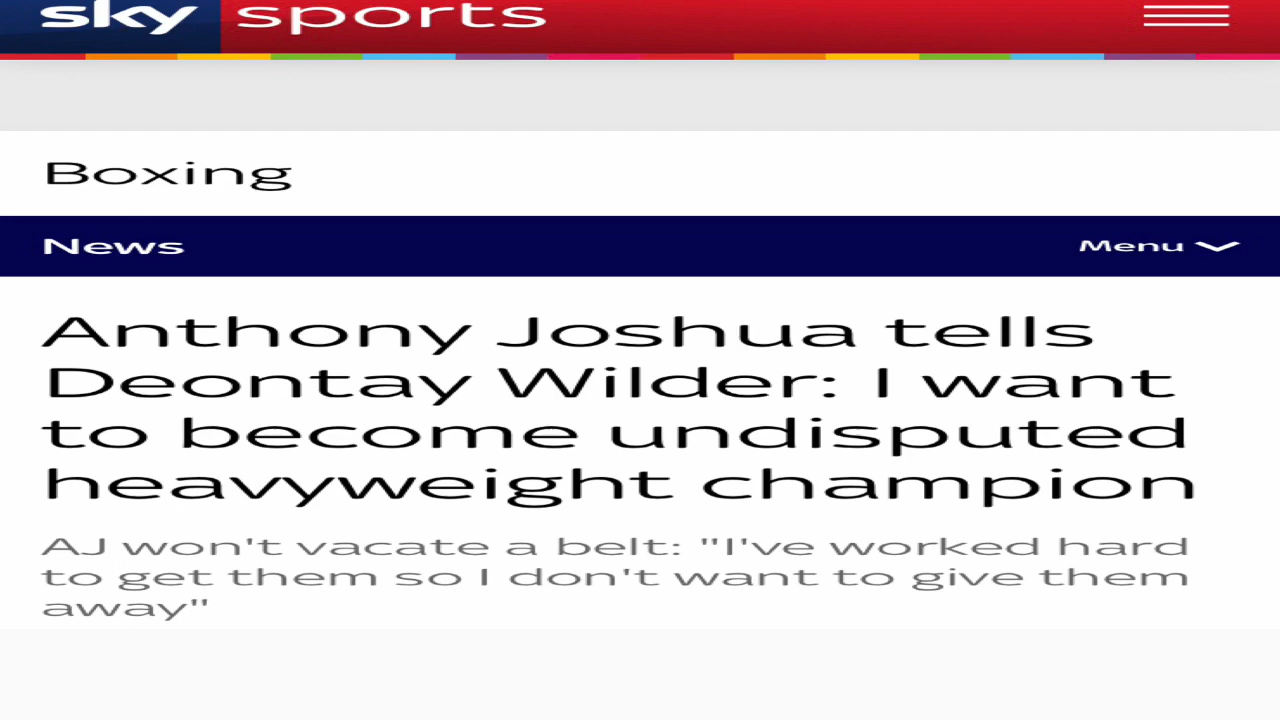 sky sports
Boxing
News
Menu
Anthony Joshua tells
Deontay Wilder: I want
to become undisputed
heavyweight champion
AJ won't vacate a belt: "I've worked hard
to get them so I don't want to give them
away"